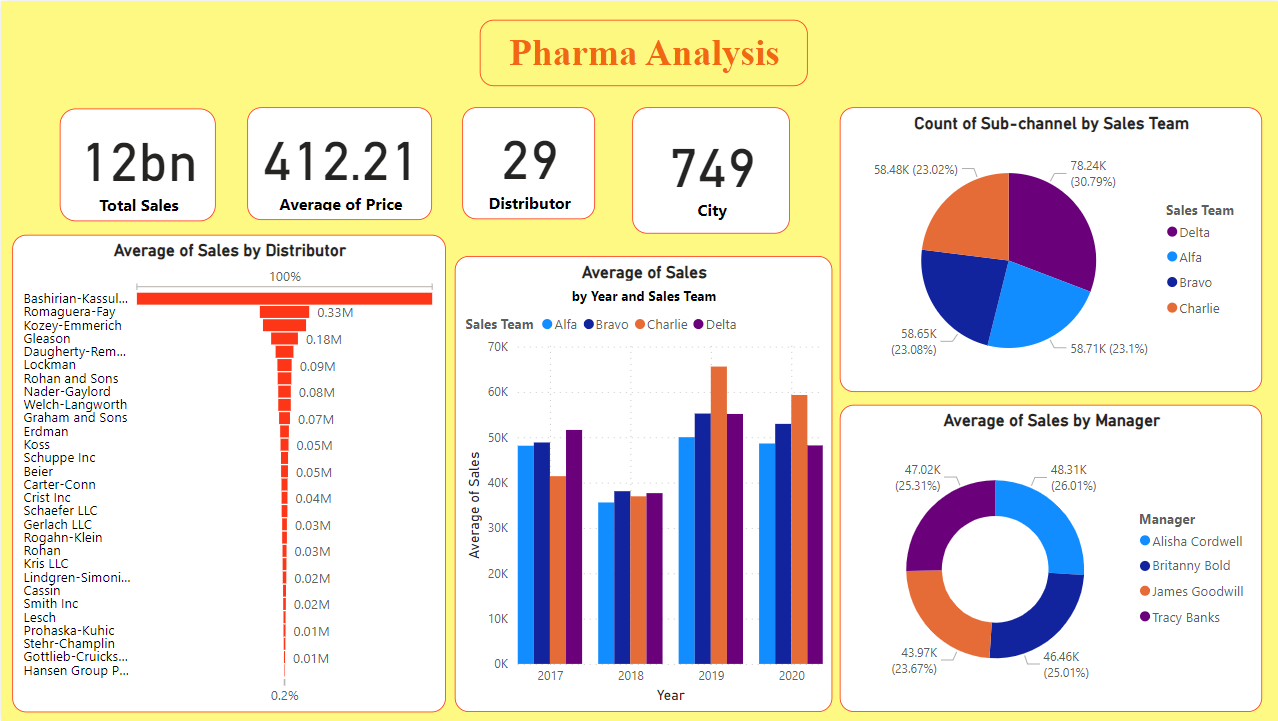 Pharma Analysis
12bn
Total Sales
412.21
Average of Price
29
Distributor
749
City
Average of Sales by Distributor
100%
Bashirian-Kassul...
Romaguera-Fay 0.33M
Kozey-Emmerich
Gleason 0.18M
Daugherty-Rem...
Lockman 0.09M
Rohan and Sons
Nader-Gaylord 0.08M
Welch-Langworth
Graham and Sons 0.07M
Erdman
Koss 0.05M
Schuppe Inc
Beier 0.05M
Carter-Conn
Crist Inc 0.04M
Schaefer LLC
Gerlach LLC 0.03M
Rogahn-Klein
Rohan 0.03M
Kris LLC
Lindgren-Simoni... 0.02M
Cassin
Smith Inc 0.02M
Lesch
Prohaska-Kuhic 0.01M
Stehr-Champlin
Gottlieb-Cruicks... 0.01M
Hansen Group P...
0.2%
Average of Sales
by Year and Sales Team
Sales Team Alfa Bravo Charlie Delta
70K
60K
50K
40K
30K
20K
10K
0K
Average of Sales
2017 2018 2019 2020
Year
Count of Sub-channel by Sales Team
58.48K (23.02%)
78.24K
(30.79%)
58.65K
(23.08%)
58.71K (23.1%)
Sales Team
Delta
Alfa
Bravo
Charlie
Average of Sales by Manager
47.02K
(25.31%)
48.31K
(26.01%)
43.97K
(23.67%)
46.46K
(25.01%)
Manager
Alisha Cordwell
Britanny Bold
James Goodwill
Tracy Banks